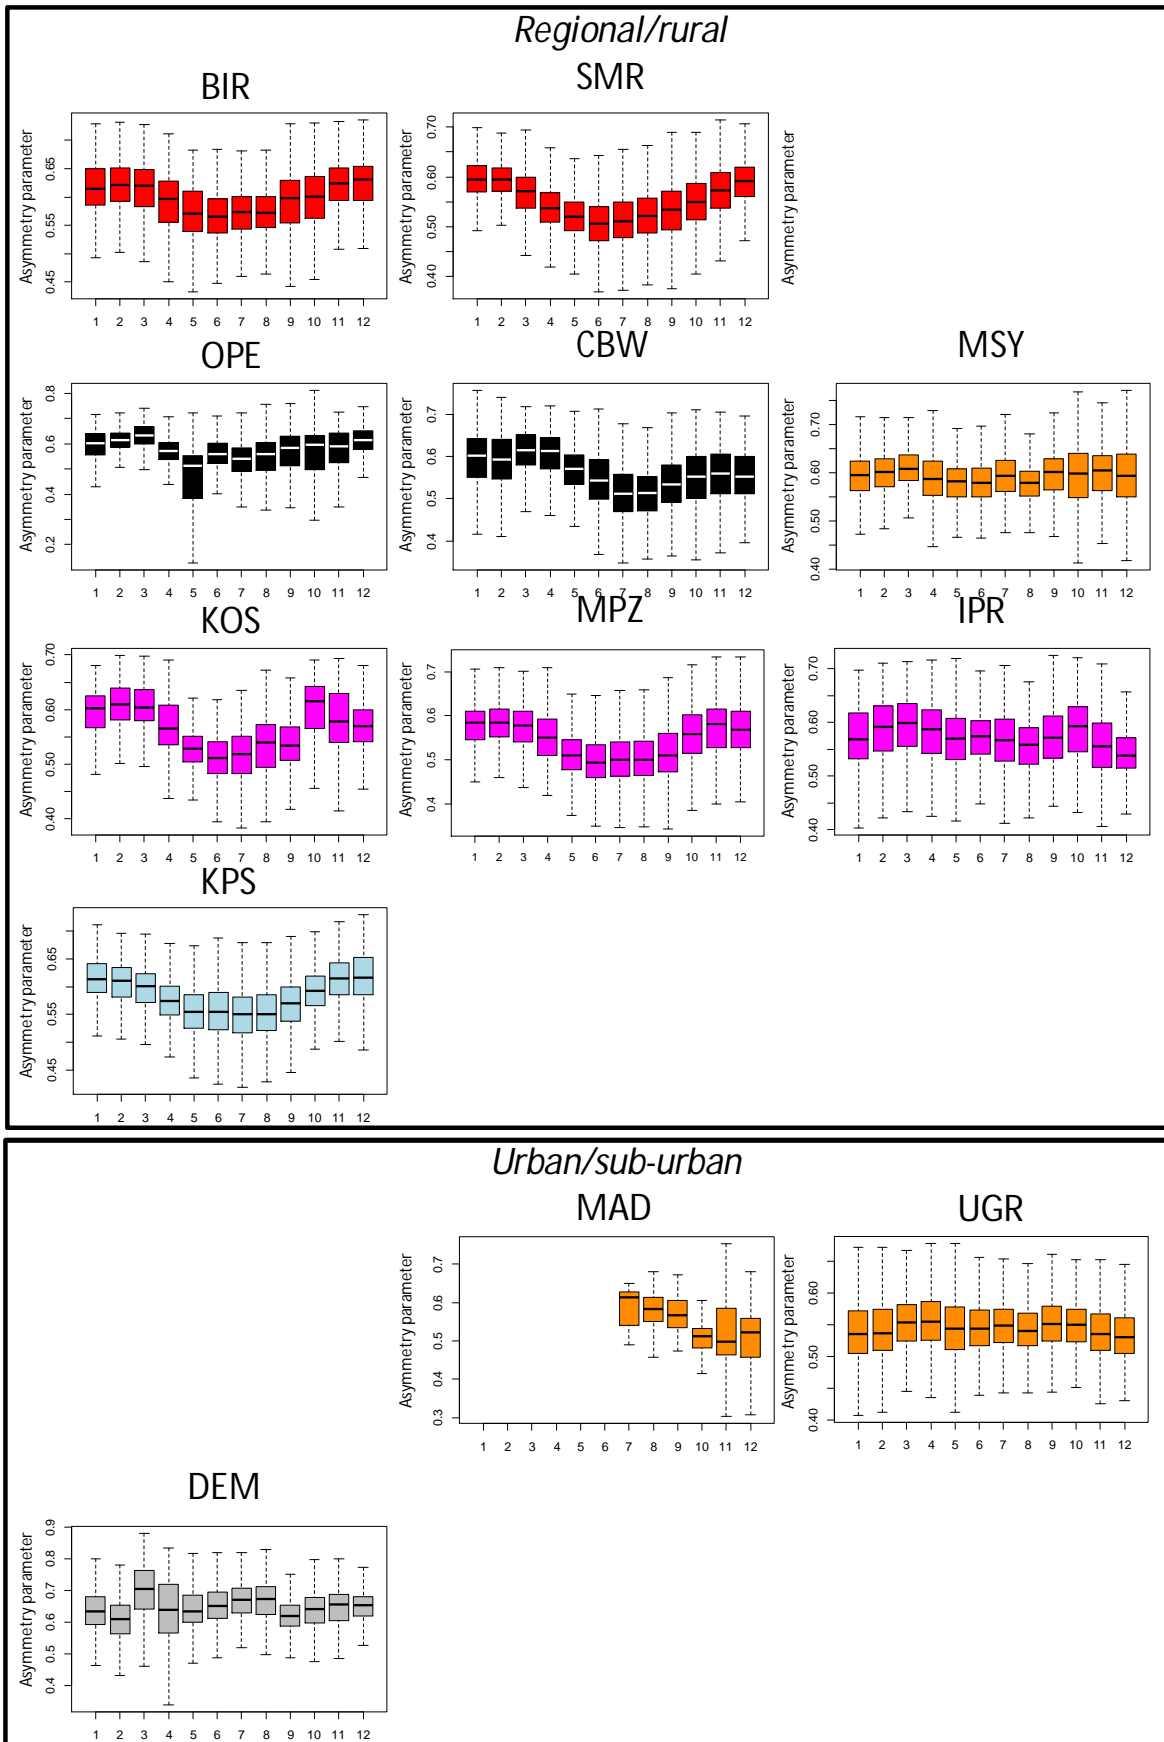 Regional/rural
BIR
SMR
Asymmetry parameter
0.45 0.55 0.65
1 2 3 4 5 6 7 8 9 10 11 12
Asymmetry parameter
0.40 0.50 0.60 0.70
1 2 3 4 5 6 7 8 9 10 11 12
Asymmetry parameter
OPE
CBW
MSY
Asymmetry parameter
0.2 0.4 0.6 0.8
1 2 3 4 5 6 7 8 9 10 11 12
Asymmetry parameter
0.4 0.5 0.6 0.7
1 2 3 4 5 6 7 8 9 10 11 12
Asymmetry parameter
0.40 0.50 0.60 0.70
1 2 3 4 5 6 7 8 9 10 11 12
KOS
MPZ
IPR
Asymmetry parameter
0.40 0.50 0.60 0.70
1 2 3 4 5 6 7 8 9 10 11 12
Asymmetry parameter
0.4 0.5 0.6 0.7
1 2 3 4 5 6 7 8 9 10 11 12
Asymmetry parameter
0.40 0.50 0.60 0.70
1 2 3 4 5 6 7 8 9 10 11 12
KPS
Asymmetry parameter
0.45 0.55 0.65
1 2 3 4 5 6 7 8 9 10 11 12
Urban/sub-urban
MAD
UGR
Asymmetry parameter
0.3 0.4 0.5 0.6 0.7
1 2 3 4 5 6 7 8 9 10 11 12
Asymmetry parameter
0.40 0.50 0.60
1 2 3 4 5 6 7 8 9 10 11 12
DEM
Asymmetry parameter
0.4 0.5 0.6 0.7 0.8 0.9
1 2 3 4 5 6 7 8 9 10 11 12